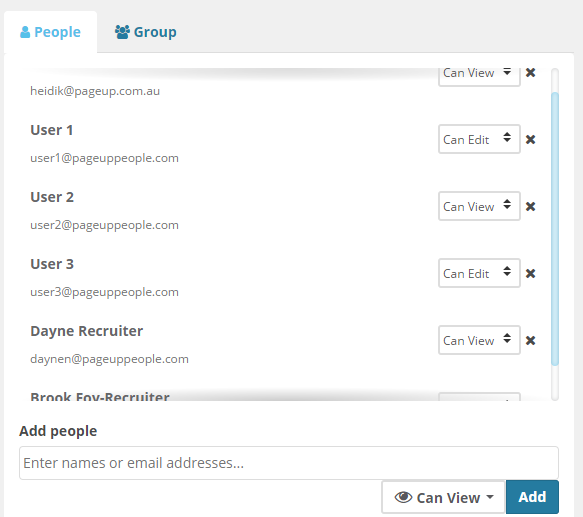 People
Group
Can View
heidik@pageup.com.au
User 1
Can Edit
user1@pageuppeople.com
User 2
Can View
user2@pageuppeople.com
User 3
Can Edit
user3@pageuppeople.com
Dayne Recruiter
Can View
daynen@pageuppeople.com
Brook Foy-Recruiter
Add people
Enter names or email addresses...
Can View
Add